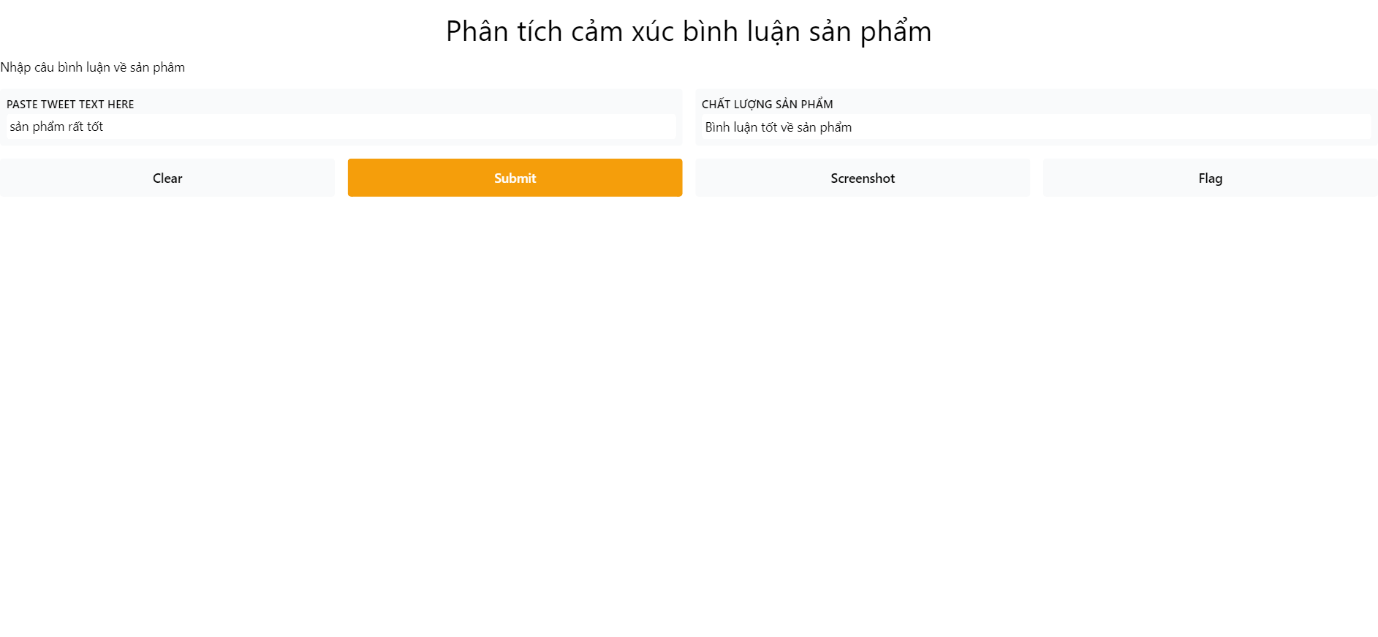 Phân tích cảm xúc bình luận sản phẩm
Nhập câu bình luận về sản phâm
PASTE TWEET TEXT HERE
sản phẩm rất tốt
CHẤT LƯỢNG SẢN PHẨM
Bình luận tốt về sản phẩm
Clear
Submit
Screenshot
Flag